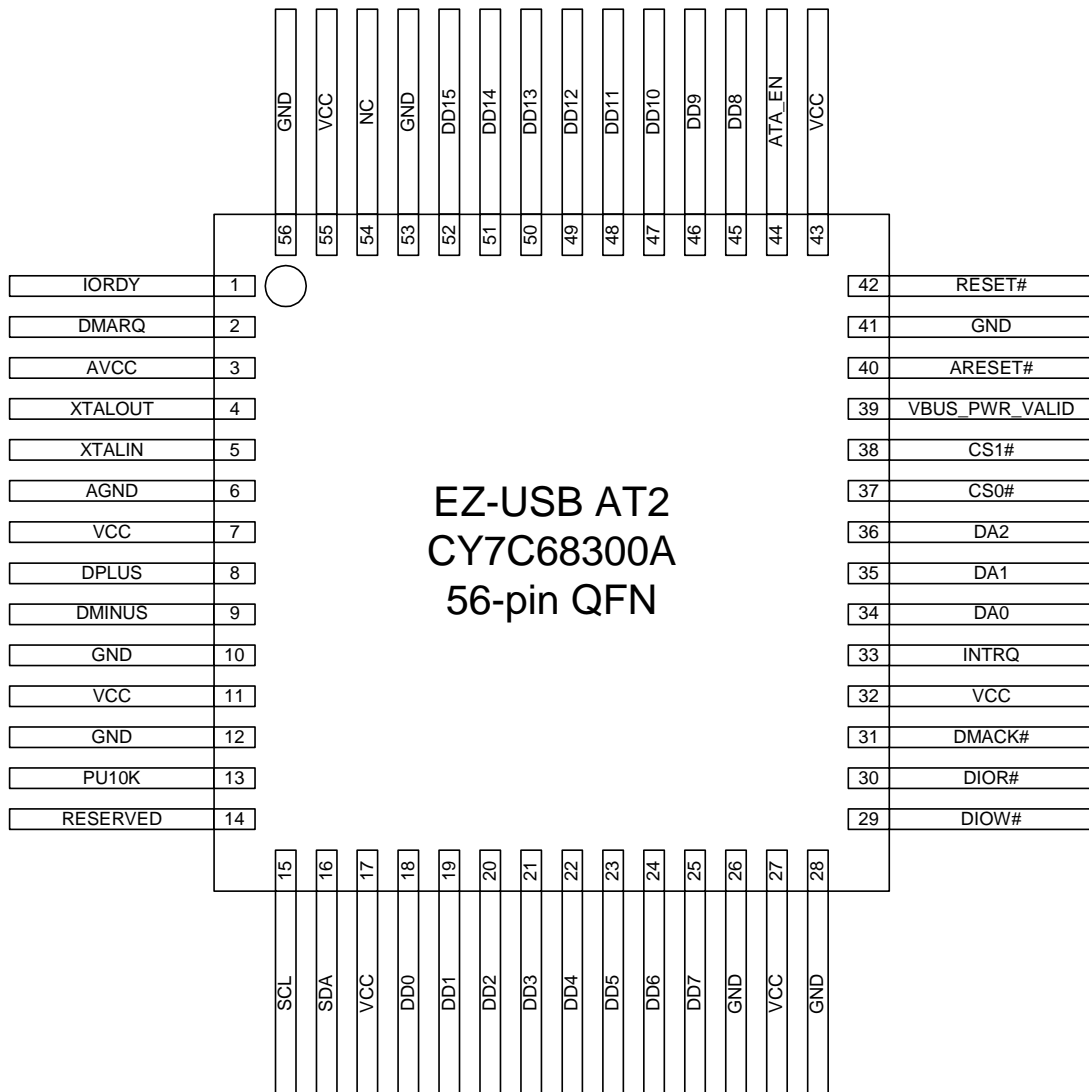 GND
VCC
NC
GND
DD15
DD14
DD13
DD12
DD11
DD10
DD9
DD8
ATA_EN
VCC
56
55
54
53
52
51
50
49
48
47
46
45
44
43
IORDY 1
DMARQ 2
AVCC 3
XTALOUT 4
XTALIN 5
AGND 6
VCC 7
DPLUS 8
DMINUS 9
GND 10
VCC 11
GND 12
PU10K 13
RESERVED 14
EZ-USB AT2
CY7C68300A
56-pin QFN
42 RESET#
41 GND
40 ARESET#
39 VBUS_PWR_VALID
38 CS1#
37 CS0#
36 DA2
35 DA1
34 DA0
33 INTRQ
32 VCC
31 DMACK#
30 DIOR#
29 DIOW#
15
16
17
18
19
20
21
22
23
24
25
26
27
28
SCL
SDA
VCC
DD0
DD1
DD2
DD3
DD4
DD5
DD6
DD7
GND
VCC
GND